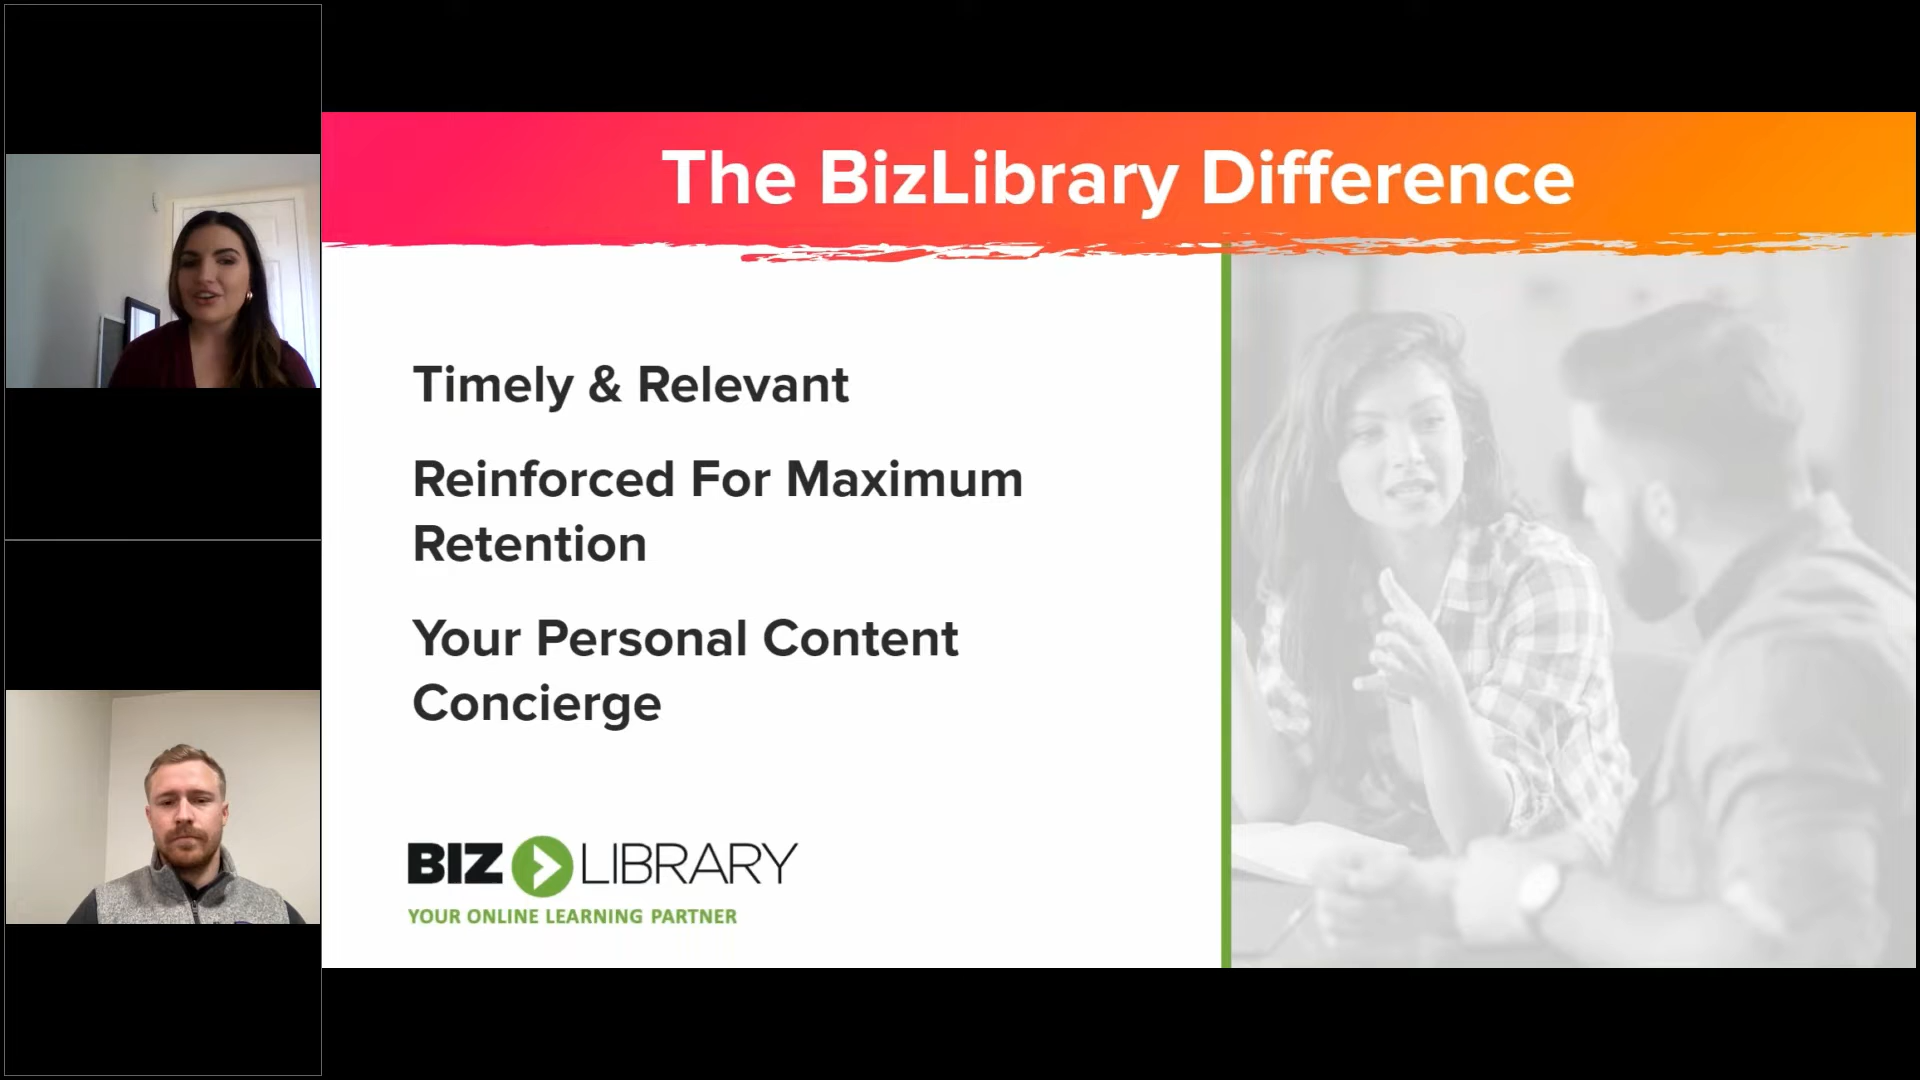 The BizLibrary Difference
Timely & Relevant
Reinforced For Maximum
Retention
Your Personal Content
Concierge
BIZ LIBRARY
YOUR ONLINE LEARNING PARTNER